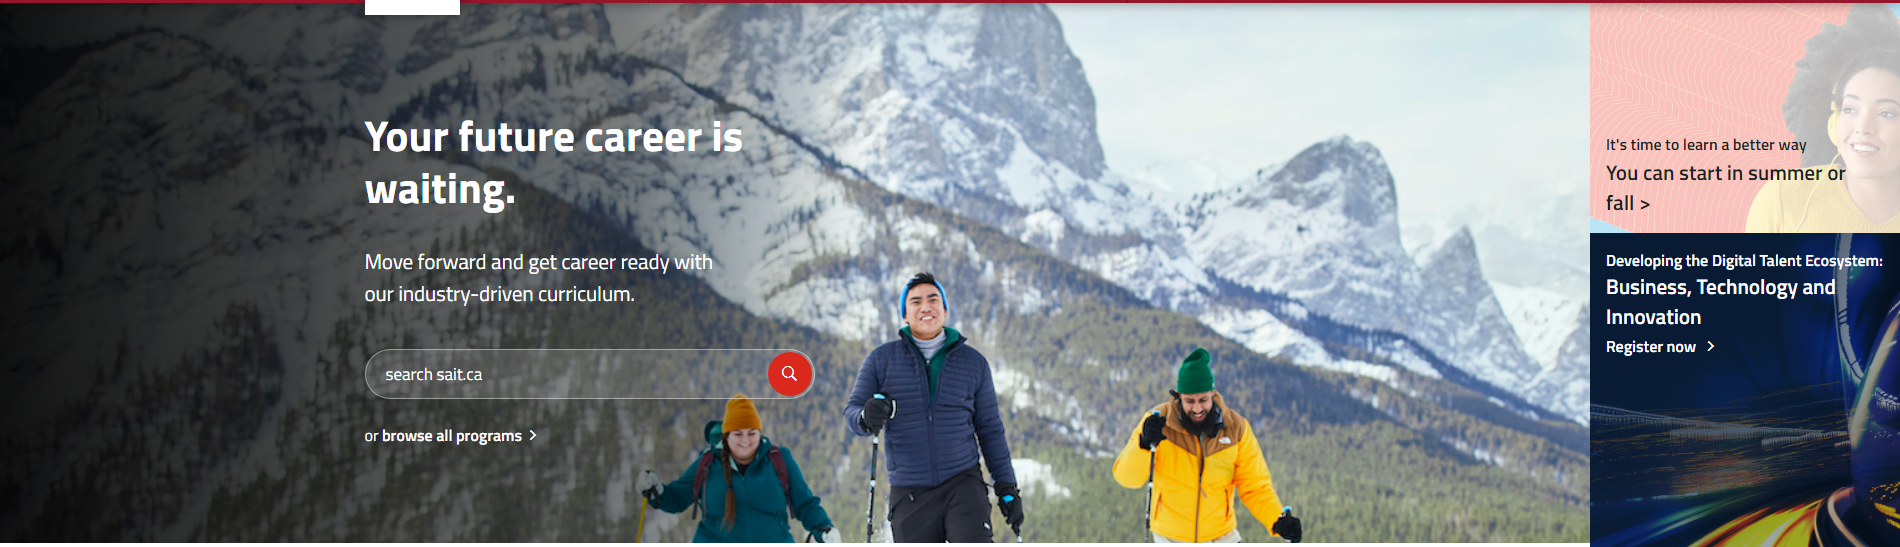 Your future career is
waiting.
Move forward and get career ready with
our industry-driven curriculum.
search sait.ca
or browse all programs >
It's time to learn a better way
You can start in summer or
fall >
Developing the Digital Talent Ecosystem:
Business, Technology and
Innovation
Register now >